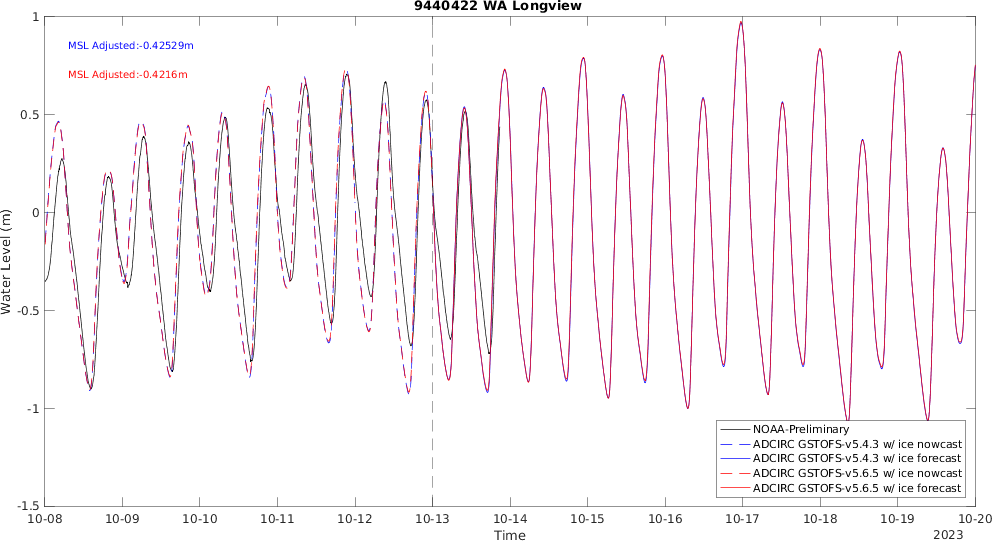 9440422 WA Longview
MSL Adjusted:-0.42529m
MSL Adjusted:-0.4216m
Water Level (m)
1
0.5
0
-0.5
-1
-1.5
NOAA-Preliminary
ADCIRC GSTOFS-v5.4.3 w/ ice nowcast
ADCIRC GSTOFS-v5.4.3 w/ ice forecast
ADCIRC GSTOFS-v5.6.5 w/ ice nowcast
ADCIRC GSTOFS-v5.6.5 w/ ice forecast
10-08 10-09 10-10 10-11 10-12 10-13 10-14 10-15 10-16 10-17 10-18 10-19 10-20
Time
2023